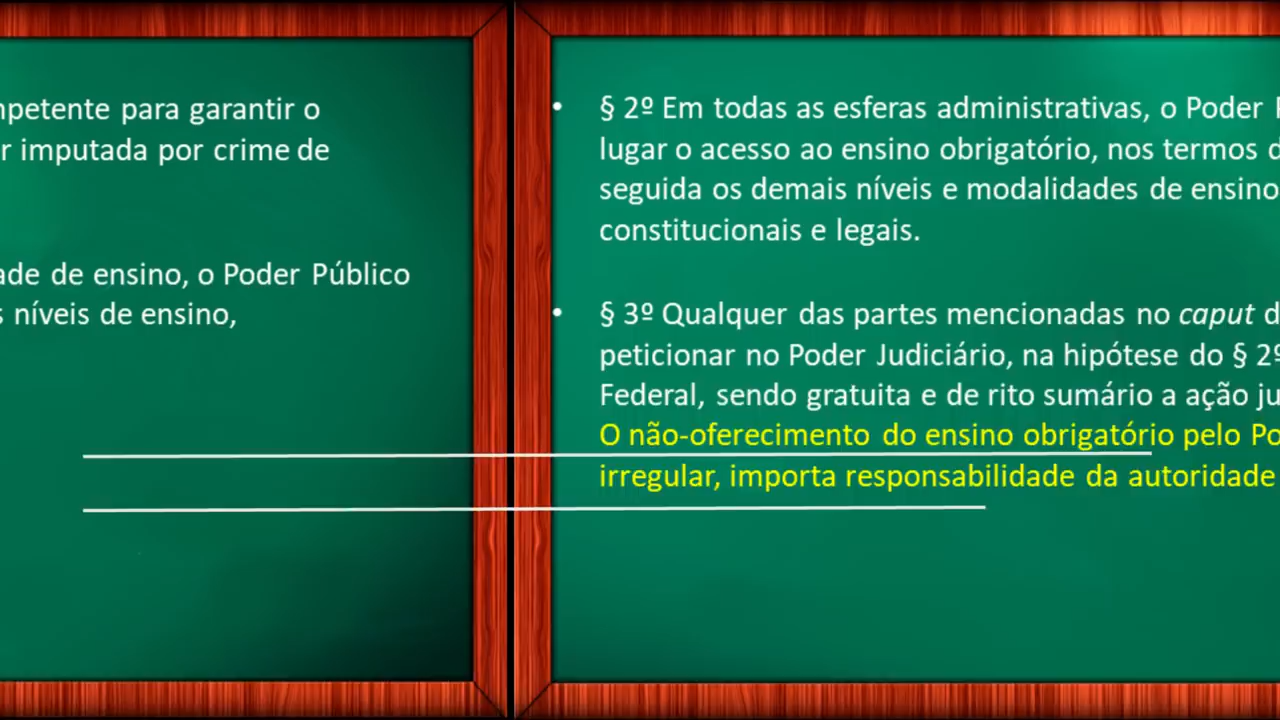 mpetente para garantir o
r imputada por crime de
ade de ensino, o Poder Público
s níveis de ensino,
• § 2º Em todas as esferas administrativas, o Poder
lugar o acesso ao ensino obrigatório, nos termos d
seguida os demais níveis e modalidades de ensino
constitucionais e legais.
• § 3º Qualquer das partes mencionadas no caput d
peticionar no Poder Judiciário, na hipótese do § 2º
Federal, sendo gratuita e de rito sumário a ação ju
O não-oferecimento do ensino obrigatório pelo Po
irregular, importa responsabilidade da autoridade